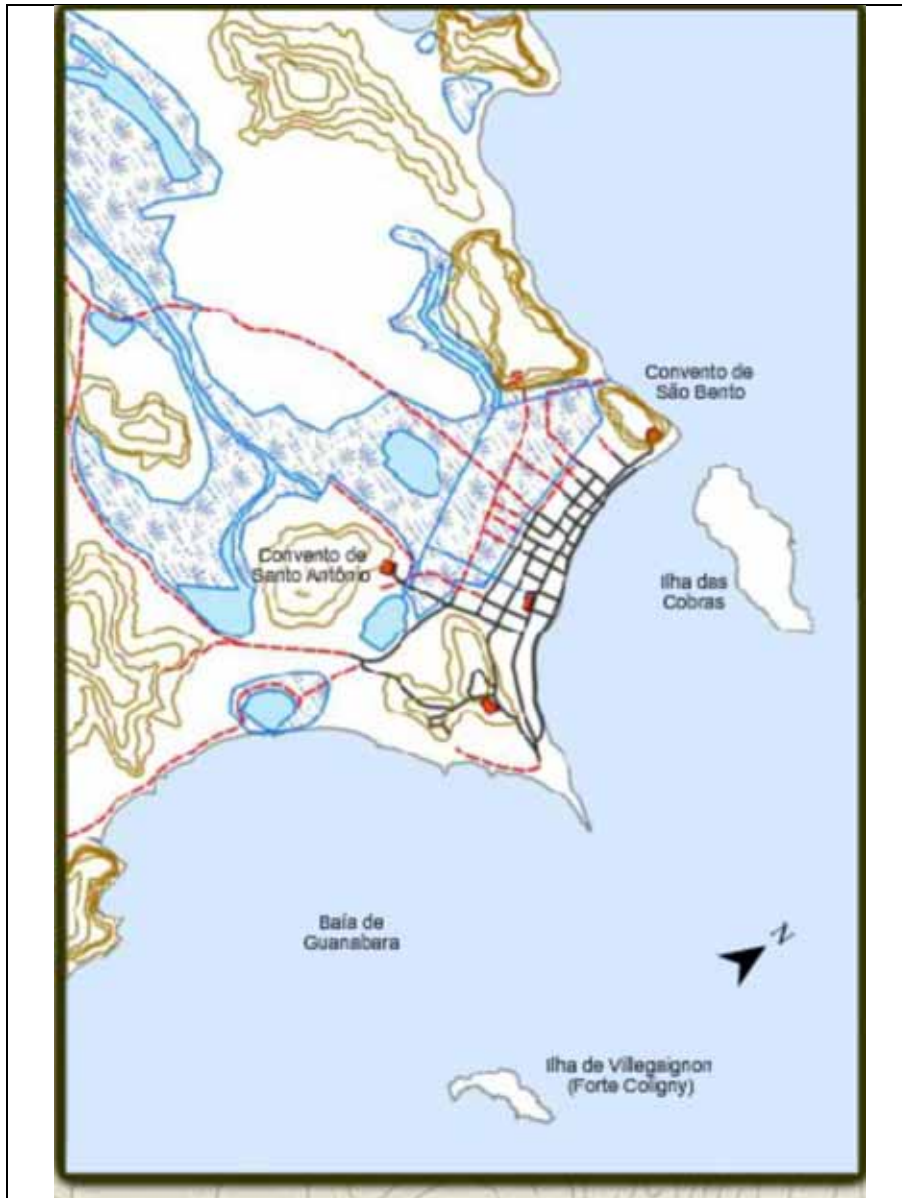 Convento de
São Bento
Convento de
Santo Antônio
Ilha das
Cobras
Baía de
Guanabara
N
Ilha de Villegaignon
(Forte Coligny)